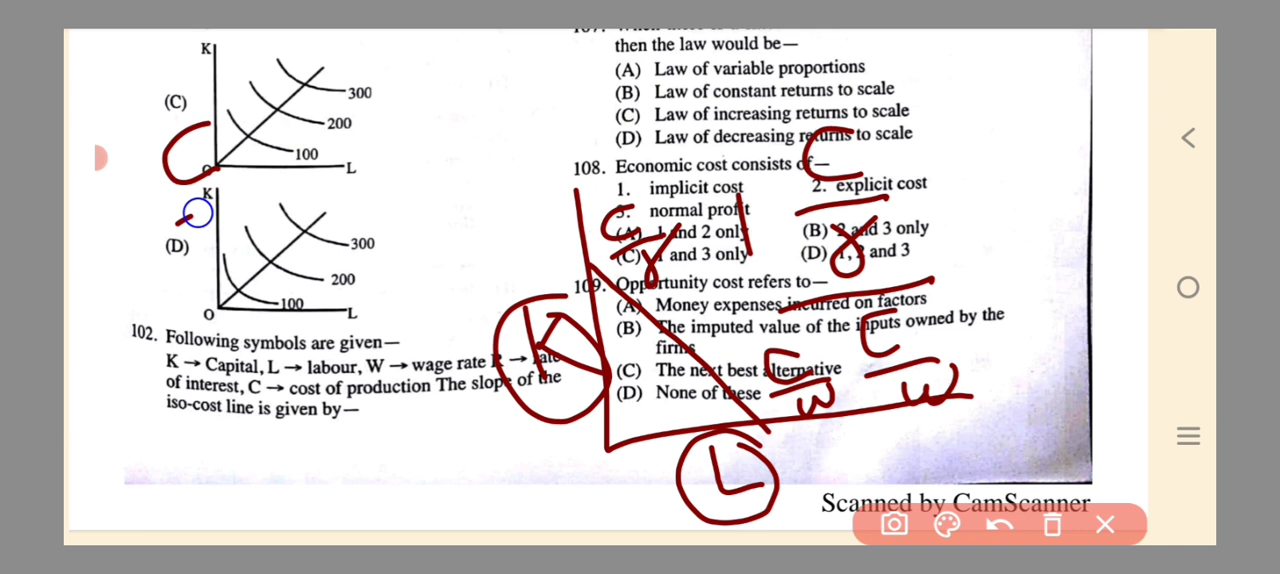 K
(C)
300
200
100
L
K
(D)
300
200
100
O
L
102. Following symbols are given—
K → Capital, L → labour, W → wage rate R → rate
of interest, C → cost of production The slope of the
iso-cost line is given by—
then the law would be—
(A) Law of variable proportions
(B) Law of constant returns to scale
(C) Law of increasing returns to scale
(D) Law of decreasing returns to scale
108. Economic cost consists of—
1. implicit cost 2. explicit cost
3. normal profit
(A) 1 and 2 only (B) 2 and 3 only
(C) 1 and 3 only (D) 1, 2 and 3
109. Opportunity cost refers to—
(A) Money expenses incurred on factors
(B) The imputed value of the inputs owned by the
firms
(C) The next best alternative
(D) None of these
C
C
r
r
K
L
C
W
C
W
Scanned by CamScanner